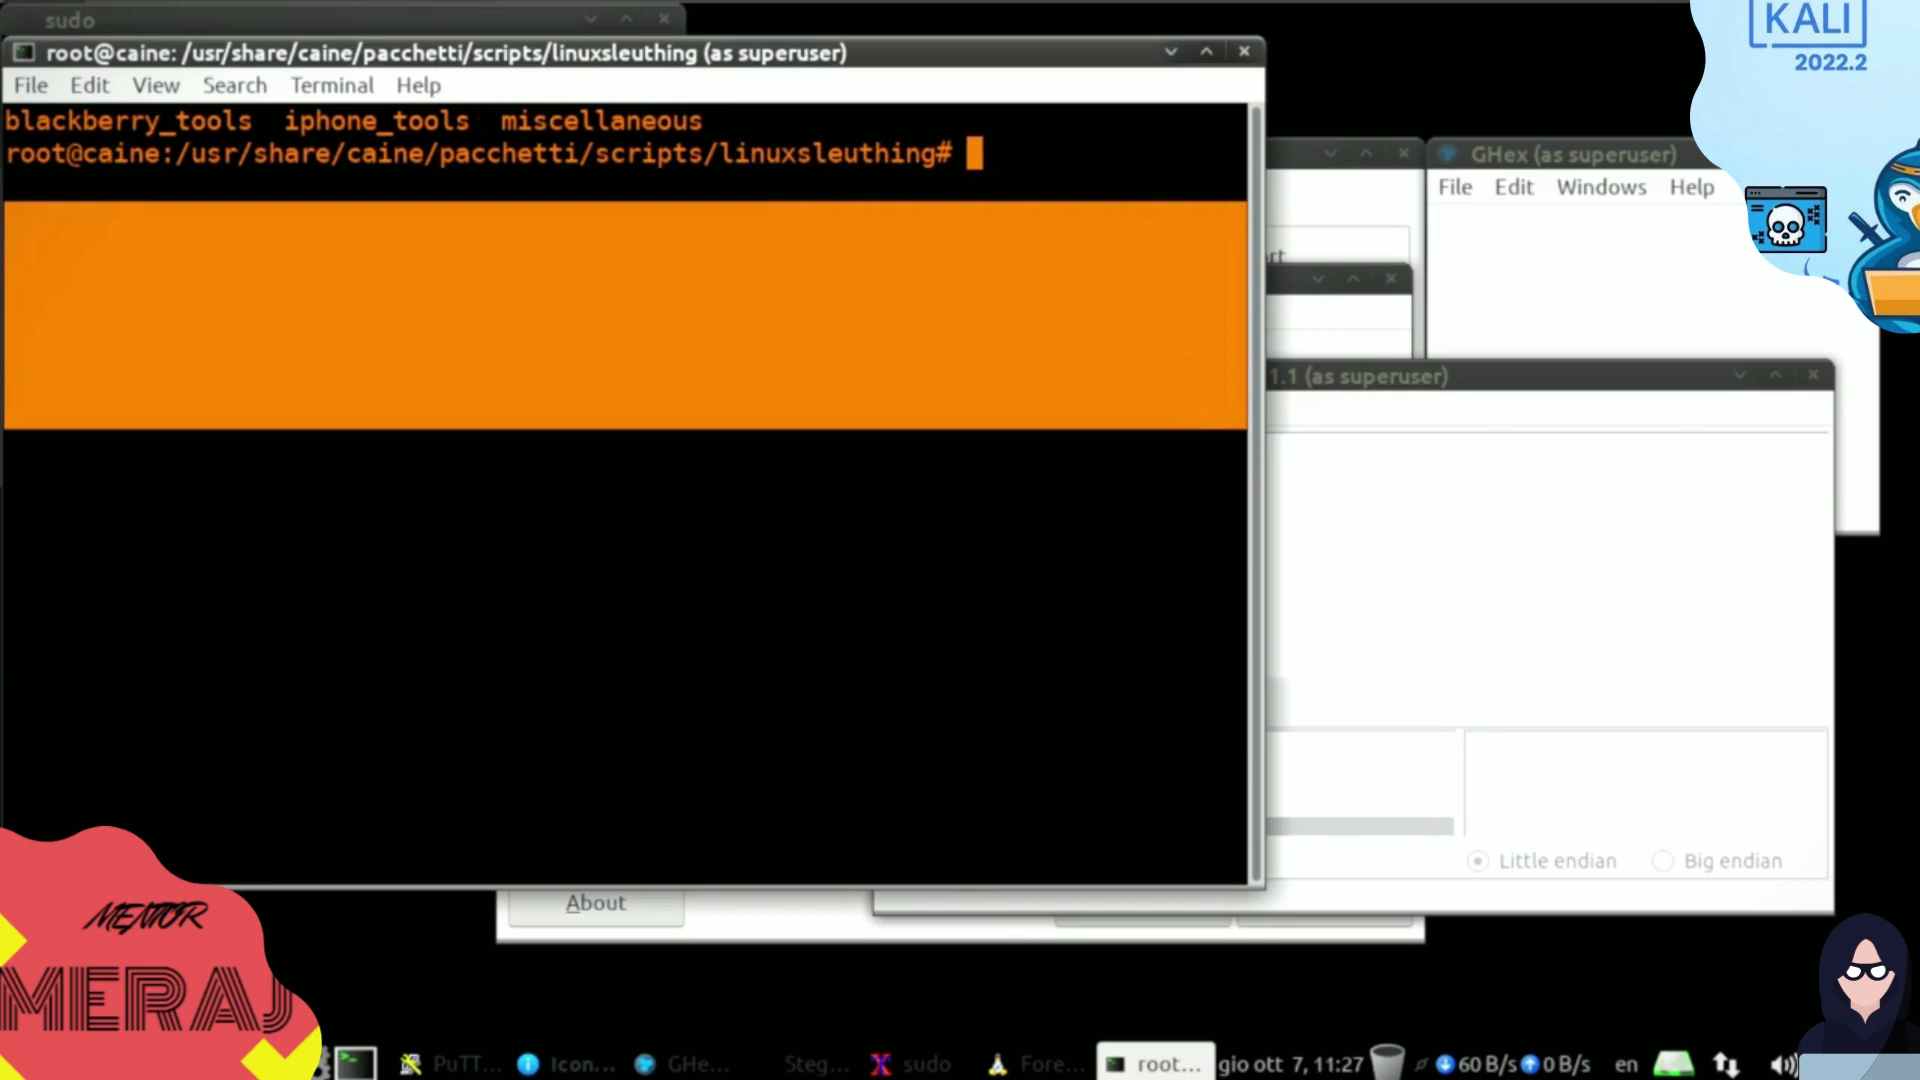 sudo
root@caine: /usr/share/caine/pacchetti/scripts/linuxsleuthing (as superuser)
File Edit View Search Terminal Help
blackberry_tools iphone_tools miscellaneous
root@caine:/usr/share/caine/pacchetti/scripts/linuxsleuthing#
KALI
2022.2
GHex (as superuser)
File Edit Windows Help
1.1 (as superuser)
Little endian Big endian
About
MENTOR
MERAJ
PuTT... Icon... GHe... Steg... sudo Fore... root... gio ott 7, 11:27 60 B/s 0 B/s en